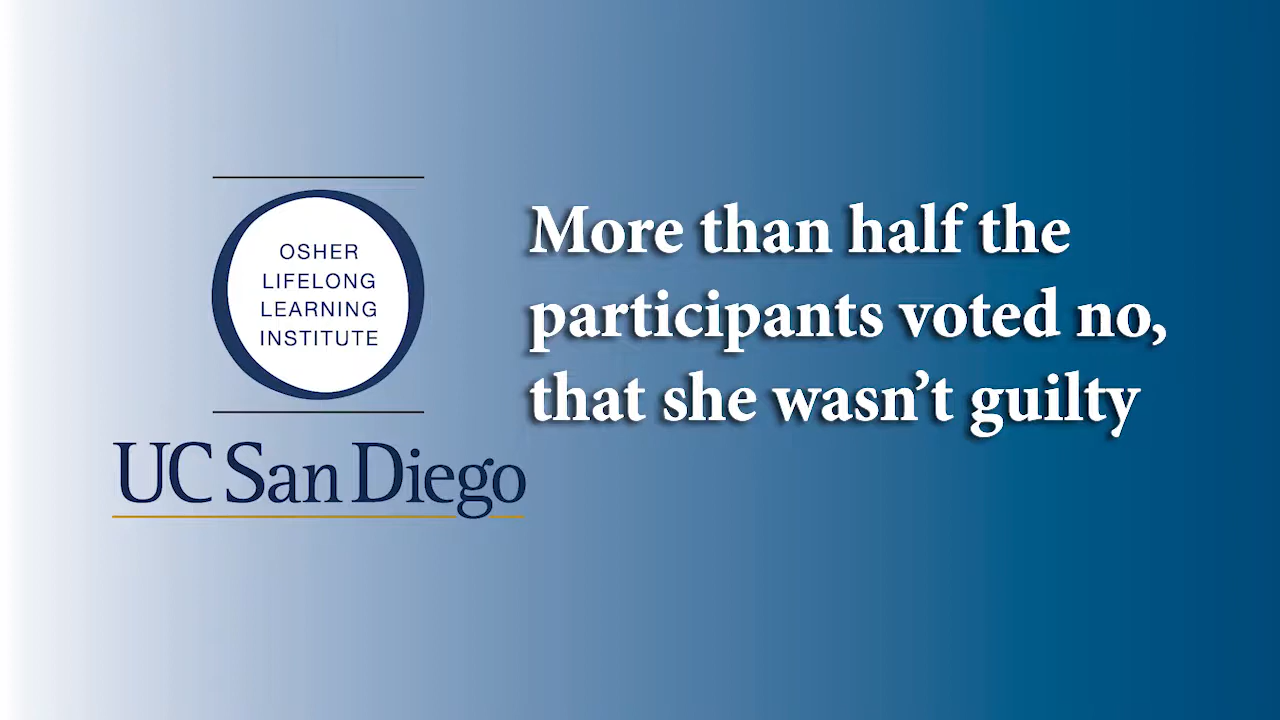 OSHER
LIFELONG
LEARNING
INSTITUTE
UC San Diego
More than half the
participants voted no,
that she wasn’t guilty